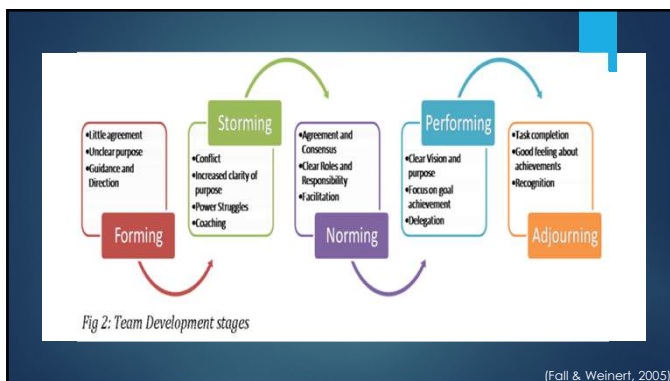 Forming
•Little agreement
•Unclear purpose
•Guidance and
Direction
Storming
•Conflict
•Increased clarity of
purpose
•Power Struggles
•Coaching
Norming
•Agreement and
Consensus
•Clear Roles and
Responsibility
•Facilitation
Performing
•Clear Vision and
purpose
•Focus on goal
achievement
•Delegation
Adjourning
•Task completion
•Good feeling about
achievements
•Recognition
Fig 2: Team Development stages
(Fall & Weinert, 2005)